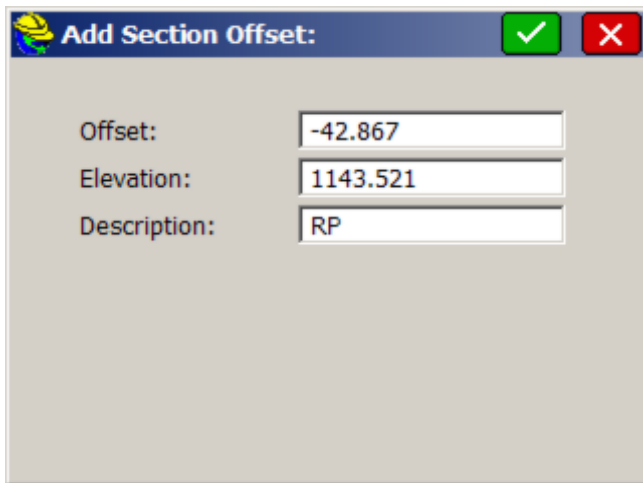 Add Section Offset:
Offset: -42.867
Elevation: 1143.521
Description: RP